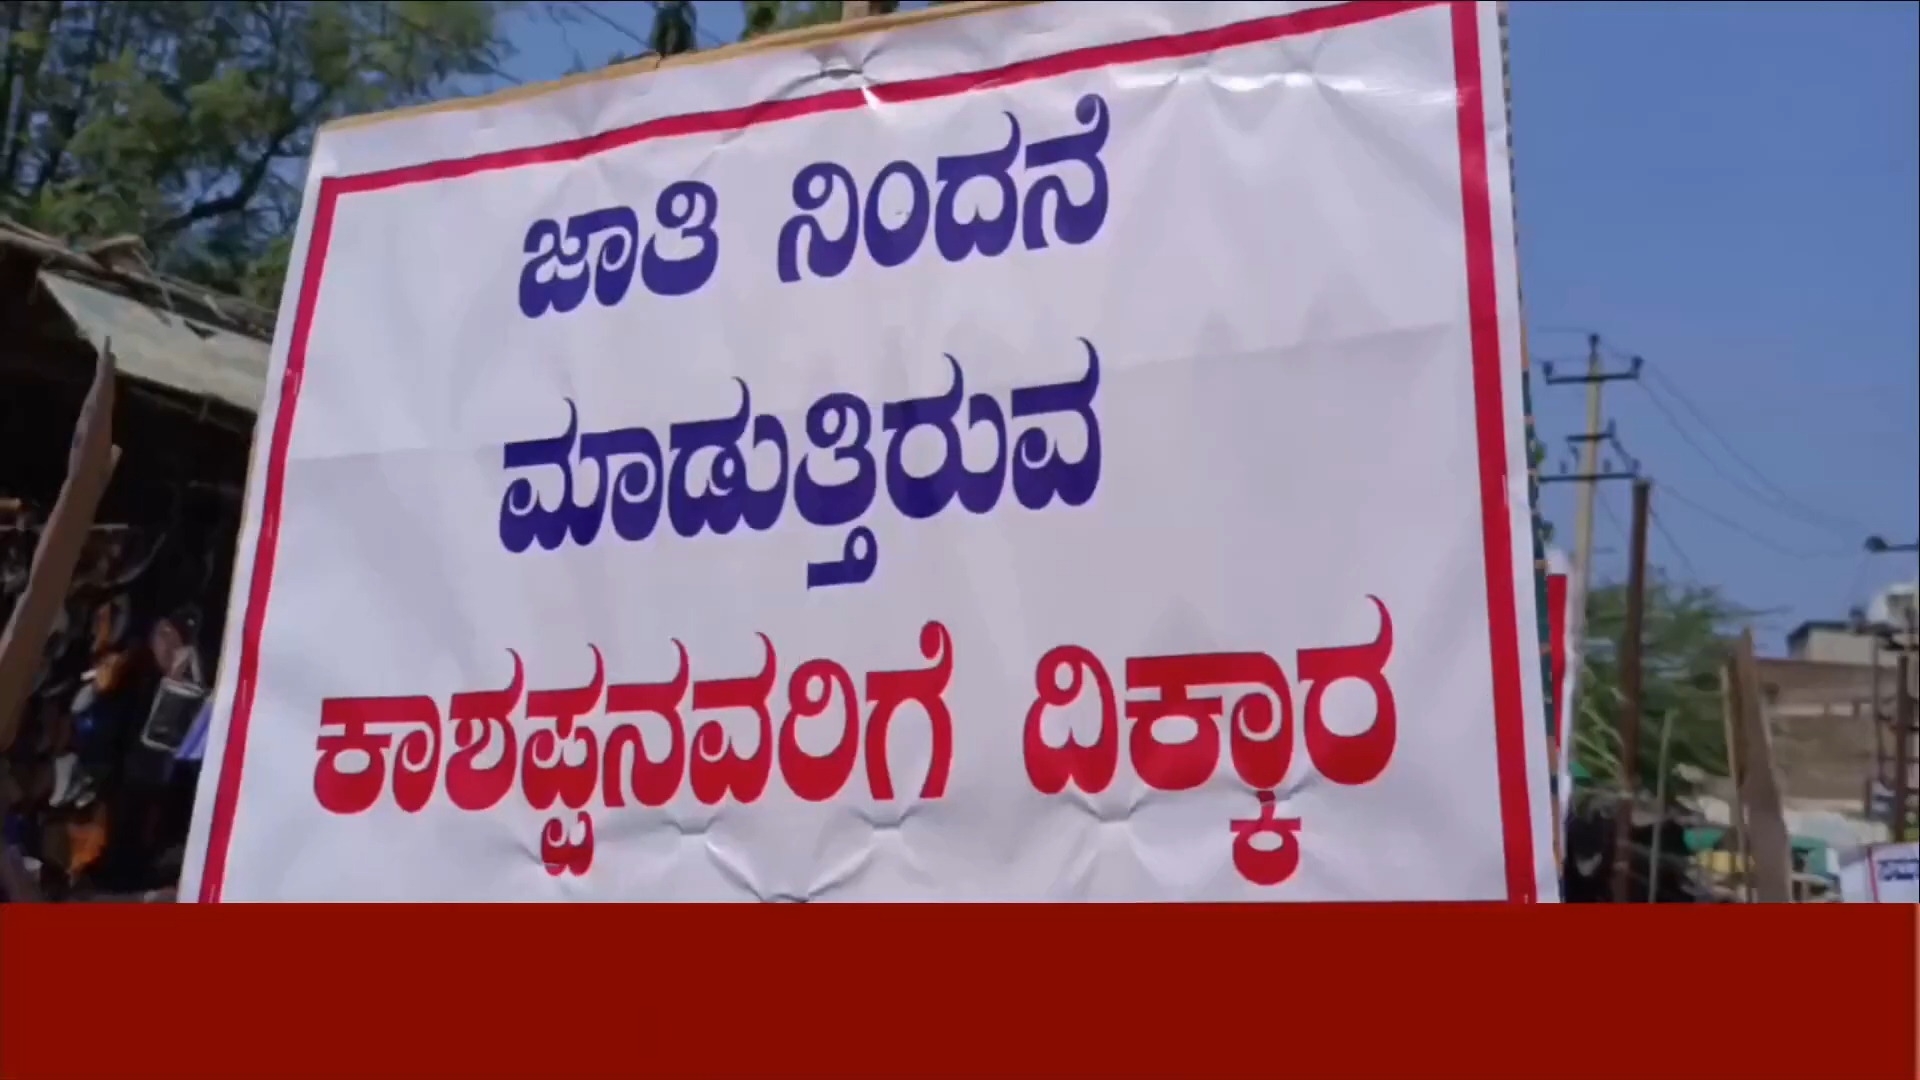 ಜಾತಿ ನಿಂದನೆ
ಮಾಡುತ್ತಿರುವ
ಕಾಶಪ್ಪನವರಿಗೆ ದಿಕ್ಕಾರ